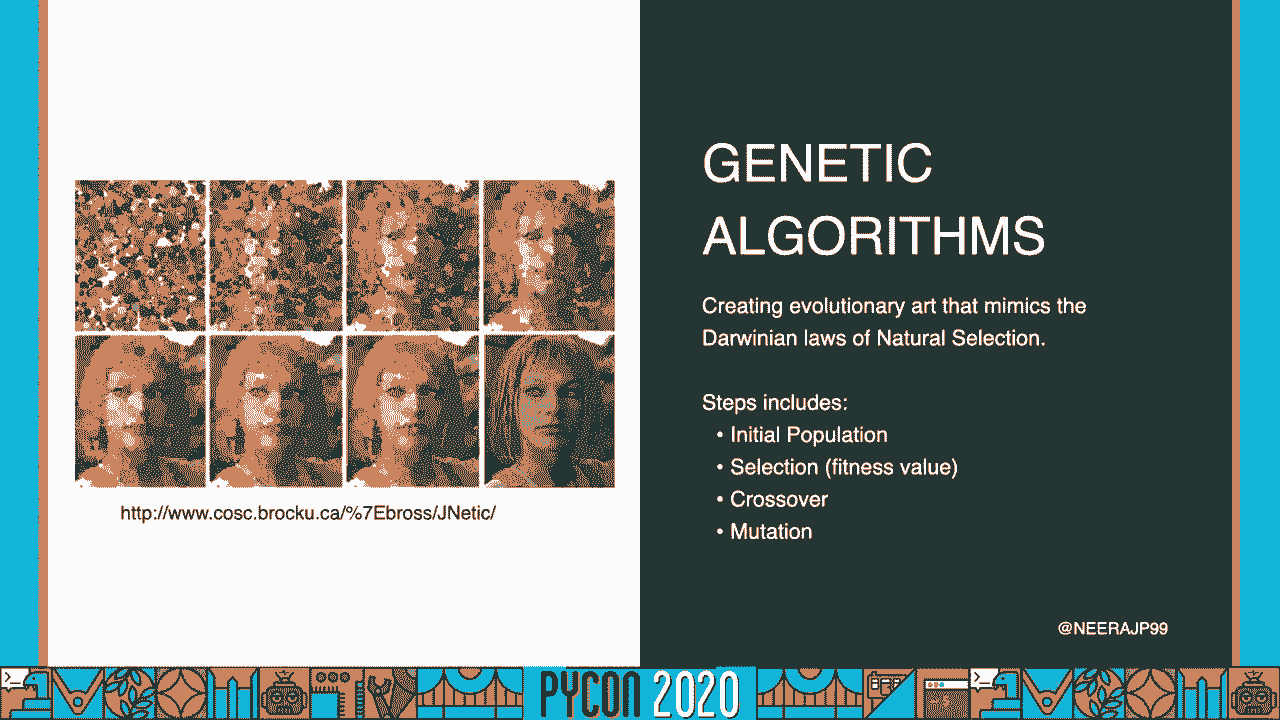 GENETIC
ALGORITHMS
Creating evolutionary art that mimics the
Darwinian laws of Natural Selection.
Steps includes:
• Initial Population
• Selection (fitness value)
• Crossover
• Mutation
http://www.cosc.brocku.ca/%7Ebross/JNetic/
@NEERAJP99
PYCON 2020